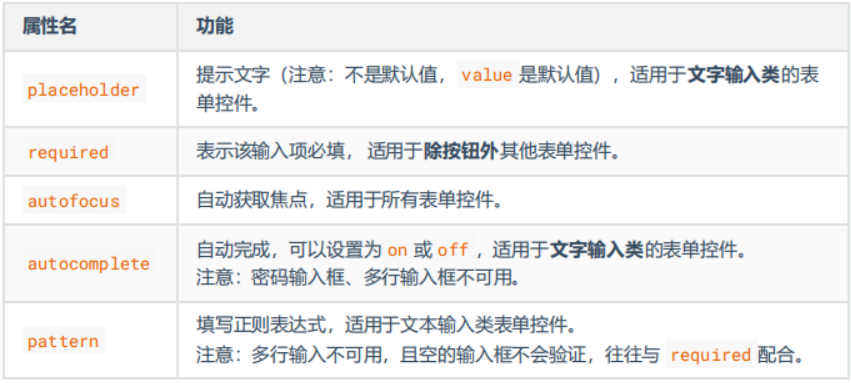 属性名 功能
placeholder
提示文字（注意：不是默认值， value 是默认值），适用于文字输入类的表
单控件。
required 表示该输入项必填， 适用于除按钮外其他表单控件。
autofocus 自动获取焦点，适用于所有表单控件。
autocomplete
自动完成，可以设置为 on 或 off ，适用于文字输入类的表单控件。
注意：密码输入框、多行输入框不可用。
pattern
填写正则表达式，适用于文本输入类表单控件。
注意：多行输入不可用，且空的输入框不会验证，往往与 required 配合。